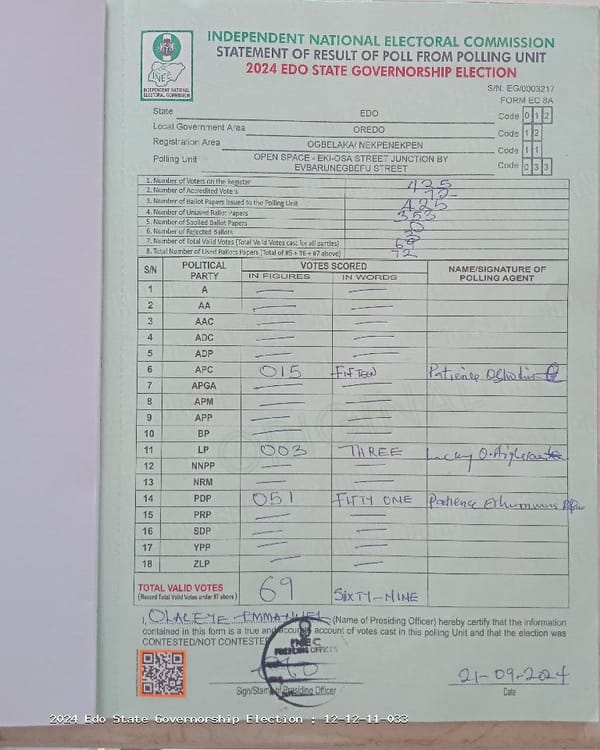 INDEPENDENT NATIONAL ELECTORAL COMMISSION
STATEMENT OF RESULT OF POLL FROM POLLING UNIT
2024 EDO STATE GOVERNORSHIP ELECTION
INDEPENDENT NATIONAL
ELECTORAL COMMISSION
S/N: EG/0003217
FORM EC 8A
State EDO Code 0 1 2
Local Government Area OREDO Code 1 2
Registration Area OGBELAKA/ NEKPENEKPEN Code 1 1
Polling Unit OPEN SPACE - EKI-OSA STREET JUNCTION BY EVBARUNEGBEFU STREET Code 0 3 3
1. Number of Voters on the Register 425
2. Number of Accredited Voters 72
3. Number of Ballot Papers Issued to the Polling Unit 425
4. Number of Unused Ballot Papers 353
5. Number of Spoiled Ballot Papers 0
6. Number of Rejected Ballots
7. Number of Total Valid Votes (Total Valid Votes cast for all parties) 69
8. Total Number of Used Ballots Papers (Total of #5 + #6 + #7 above) 72
S/N POLITICAL PARTY VOTES SCORED NAME/SIGNATURE OF POLLING AGENT
IN FIGURES IN WORDS
1 A
2 AA
3 AAC
4 ADC
5 ADP
6 APC 015 FIFTEEN Patience
7 APGA
8 APM
9 APP
10 BP
11 LP 003 THREE Lucky O.
12 NNPP
13 NRM
14 PDP 051 FIFTY ONE Patience
15 PRP
16 SDP
17 YPP
18 ZLP
TOTAL VALID VOTES 69 SIXTY-NINE
(Record Total Valid Votes under #7 above)
I, OLALEYE EMMANUEL (Name of Presiding Officer) hereby certify that the information
contained in this form is a true and accurate account of votes cast in this polling Unit and that the election was
CONTESTED/NOT CONTESTED
INEC
PRESIDING OFFICER
21-09-2024
Sign/Stamp of Presiding Officer Date
2024 Edo State Governorship Election : 12-12-11-033